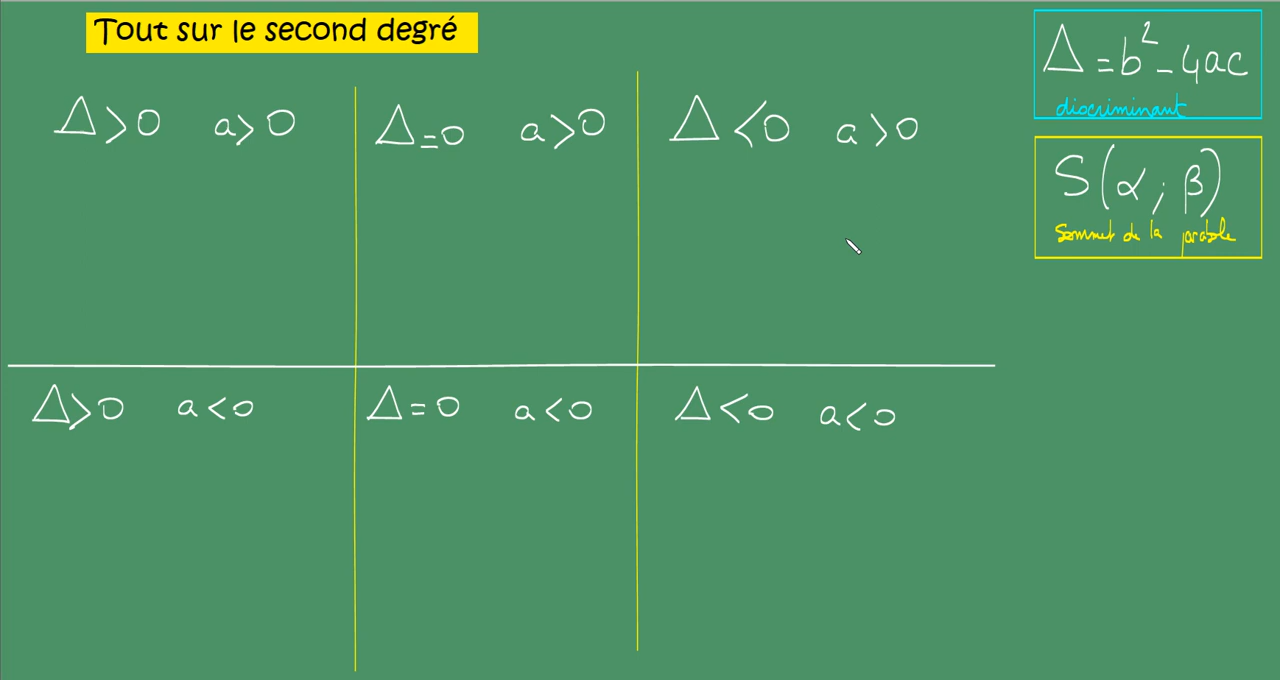 Tout sur le second degré
Δ = b² - 4ac
discriminant
S(α ; β)
Sommet de la parabole
Δ > 0 a > 0
Δ = 0 a > 0
Δ < 0 a > 0
Δ > 0 a < 0
Δ = 0 a < 0
Δ < 0 a < 0